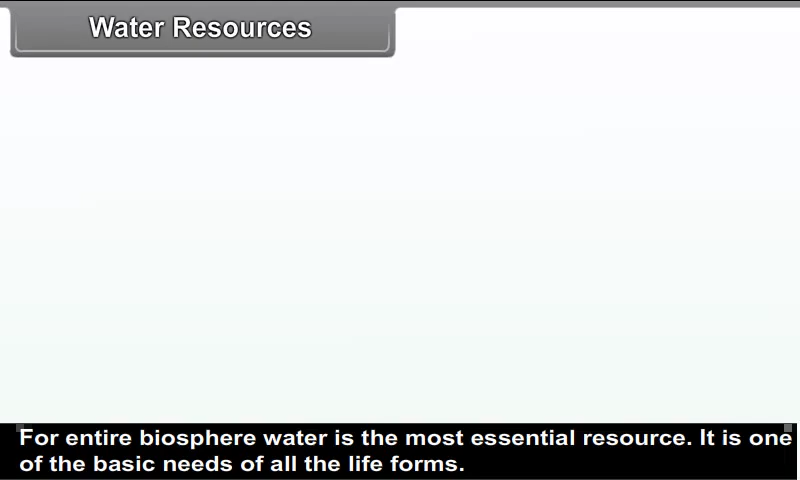 Water Resources
For entire biosphere water is the most essential resource. It is one
of the basic needs of all the life forms.